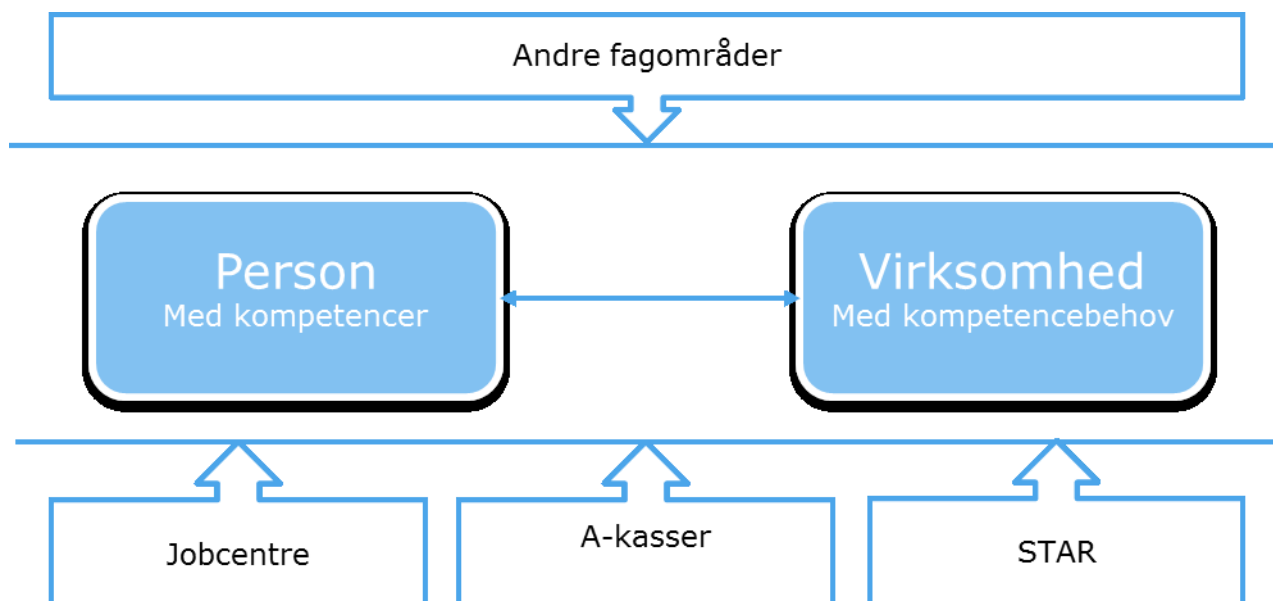 Andre fagområder
Person
Med kompetencer
Virksomhed
Med kompetencebehov
Jobcentre
A-kasser
STAR